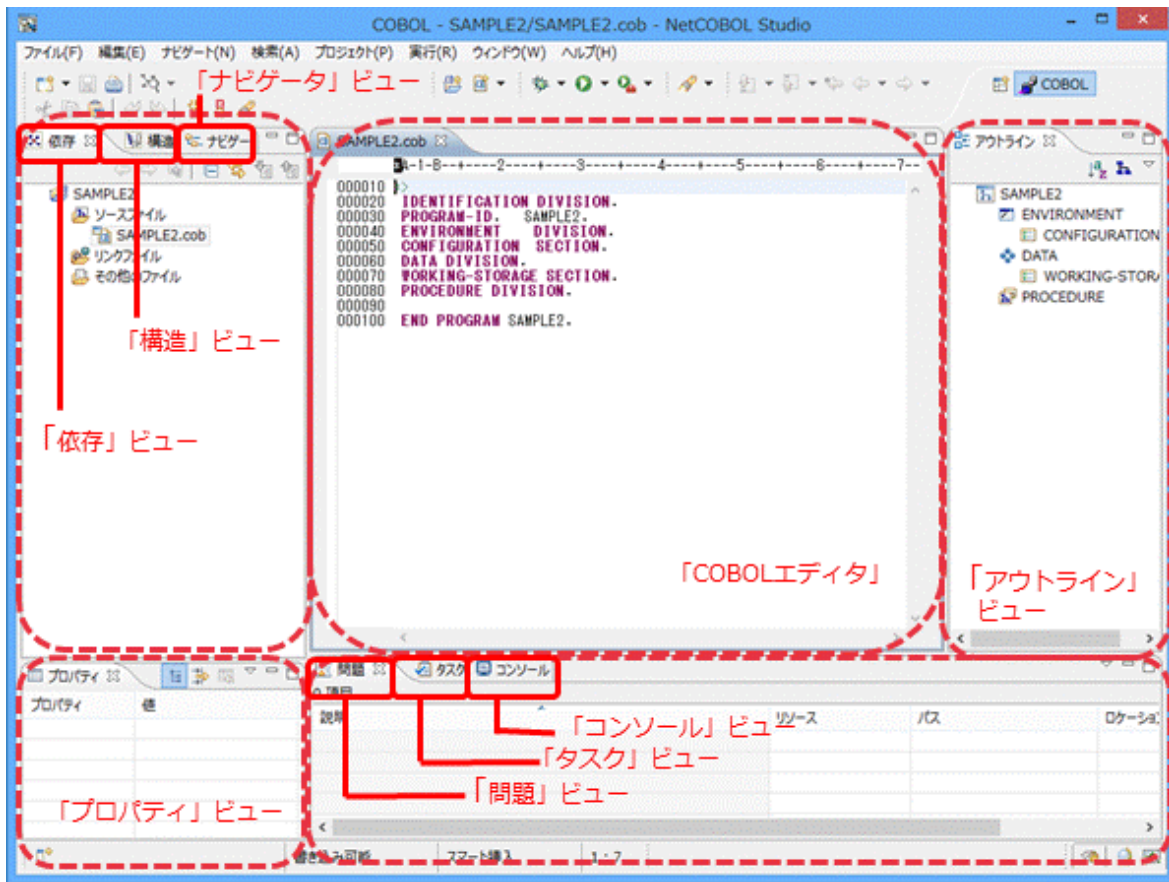 COBOL - SAMPLE2/SAMPLE2.cob - NetCOBOL Studio
ファイル(F) 編集(E) ナビゲート(N) 検索(A) プロジェクト(P) 実行(R) ウィンドウ(W) ヘルプ(H)
「ナビゲータ」ビュー
COBOL
依存 構造 ナビゲー
SAMPLE2.cob
アウトライン
A-1-B--+----2----+----3----+----4----+----5----+----6----+----7--
SAMPLE2
ソースファイル
SAMPLE2.cob
リンクファイル
その他のファイル
000010
000020 IDENTIFICATION DIVISION.
000030 PROGRAM-ID. SAMPLE2.
000040 ENVIRONMENT DIVISION.
000050 CONFIGURATION SECTION.
000060 DATA DIVISION.
000070 WORKING-STORAGE SECTION.
000080 PROCEDURE DIVISION.
000090
000100 END PROGRAM SAMPLE2.
SAMPLE2
ENVIRONMENT
CONFIGURATION
DATA
WORKING-STORA
PROCEDURE
「構造」ビュー
「依存」ビュー
「COBOLエディタ」
「アウトライン」
ビュー
プロパティ
プロパティ 値
問題 タスク コンソール
0 項目
説明 リソース パス ロケーション
「コンソール」ビュー
「タスク」ビュー
「問題」ビュー
「プロパティ」ビュー
書き込み可能 スマート挿入 1 : 7